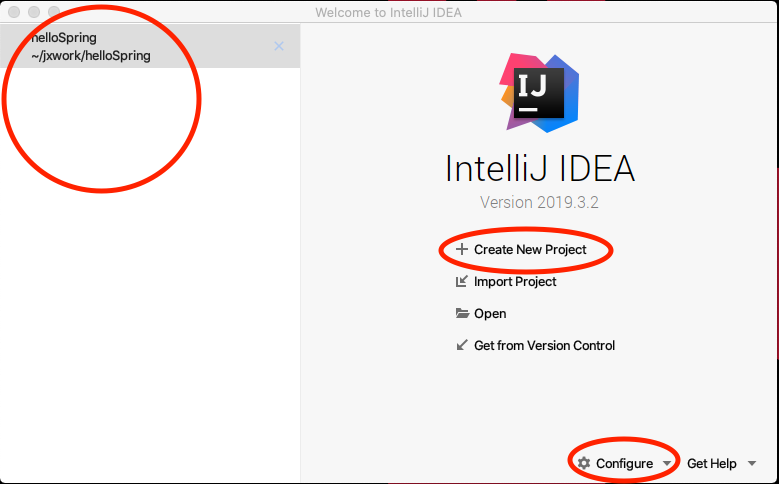 Welcome to IntelliJ IDEA
helloSpring
~/jxwork/helloSpring
IJ
IntelliJ IDEA
Version 2019.3.2
Create New Project
Import Project
Open
Get from Version Control
Configure
Get Help